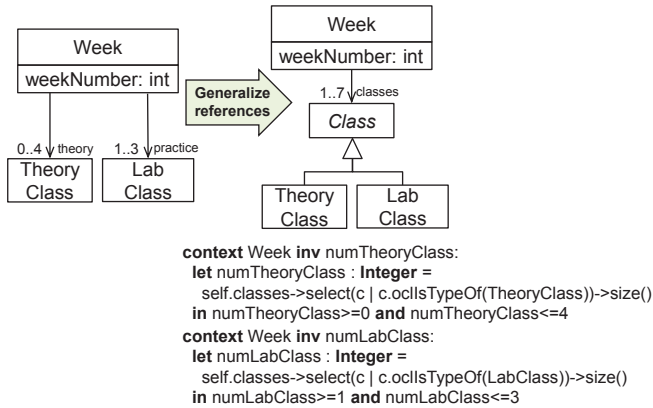 Week
weekNumber: int
0..4 theory
1..3 practice
Theory
Class
Lab
Class
Generalize
references
Week
weekNumber: int
1..7 classes
Class
Theory
Class
Lab
Class
context Week inv numTheoryClass:
let numTheoryClass : Integer =
self.classes->select(c | c.oclIsTypeOf(TheoryClass))->size()
in numTheoryClass>=0 and numTheoryClass<=4
context Week inv numLabClass:
let numLabClass : Integer =
self.classes->select(c | c.oclIsTypeOf(LabClass))->size()
in numLabClass>=1 and numLabClass<=3